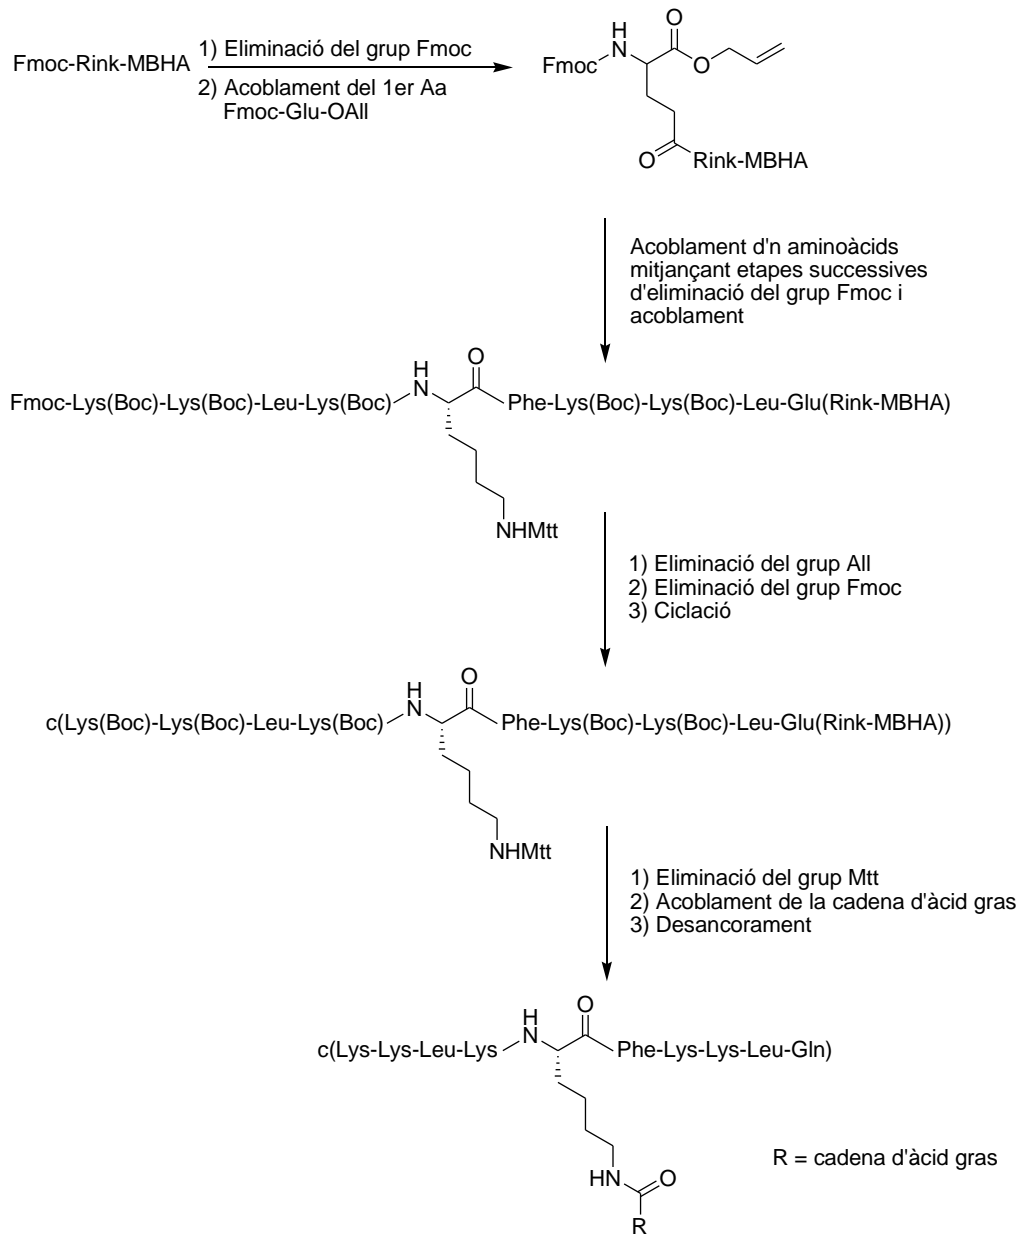 Fmoc-Rink-MBHA
1) Eliminació del grup Fmoc
2) Acoblament del 1er Aa
Fmoc-Glu-OAll
Fmoc
H
N
O
O
O
Rink-MBHA
Acoblament d'n aminoàcids
mitjançant etapes successives
d'eliminació del grup Fmoc i
acoblament
Fmoc-Lys(Boc)-Lys(Boc)-Leu-Lys(Boc)
H
N
O
Phe-Lys(Boc)-Lys(Boc)-Leu-Glu(Rink-MBHA)
NHMtt
1) Eliminació del grup All
2) Eliminació del grup Fmoc
3) Ciclació
c(Lys(Boc)-Lys(Boc)-Leu-Lys(Boc)
H
N
O
Phe-Lys(Boc)-Lys(Boc)-Leu-Glu(Rink-MBHA))
NHMtt
1) Eliminació del grup Mtt
2) Acoblament de la cadena d'àcid gras
3) Desancorament
c(Lys-Lys-Leu-Lys
H
N
O
Phe-Lys-Lys-Leu-Gln)
HN
O
R
R = cadena d'àcid gras